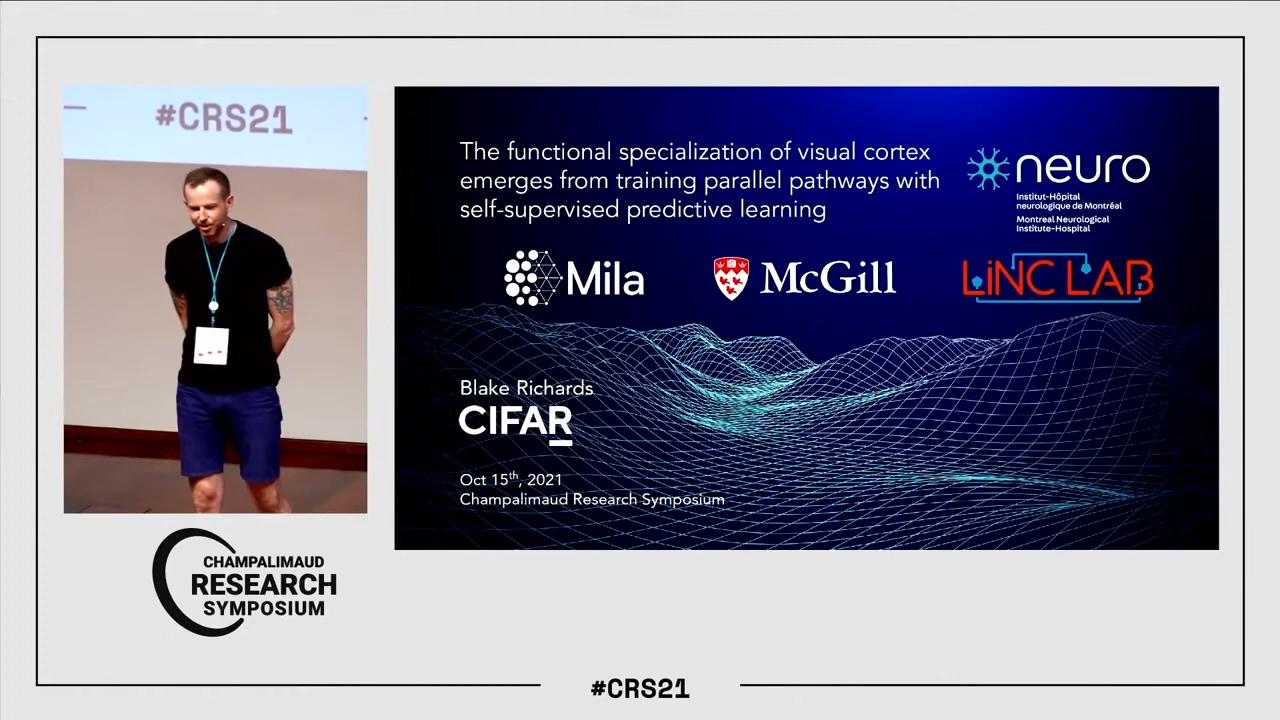 #CRS21
The functional specialization of visual cortex
emerges from training parallel pathways with
self-supervised predictive learning
neuro
Institut-Hôpital
neurologique de Montréal
Montreal Neurological
Institute-Hospital
Mila
McGill
LiNC LAB
Blake Richards
CIFAR
Oct 15th, 2021
Champalimaud Research Symposium
CHAMPALIMAUD
RESEARCH
SYMPOSIUM
#CRS21